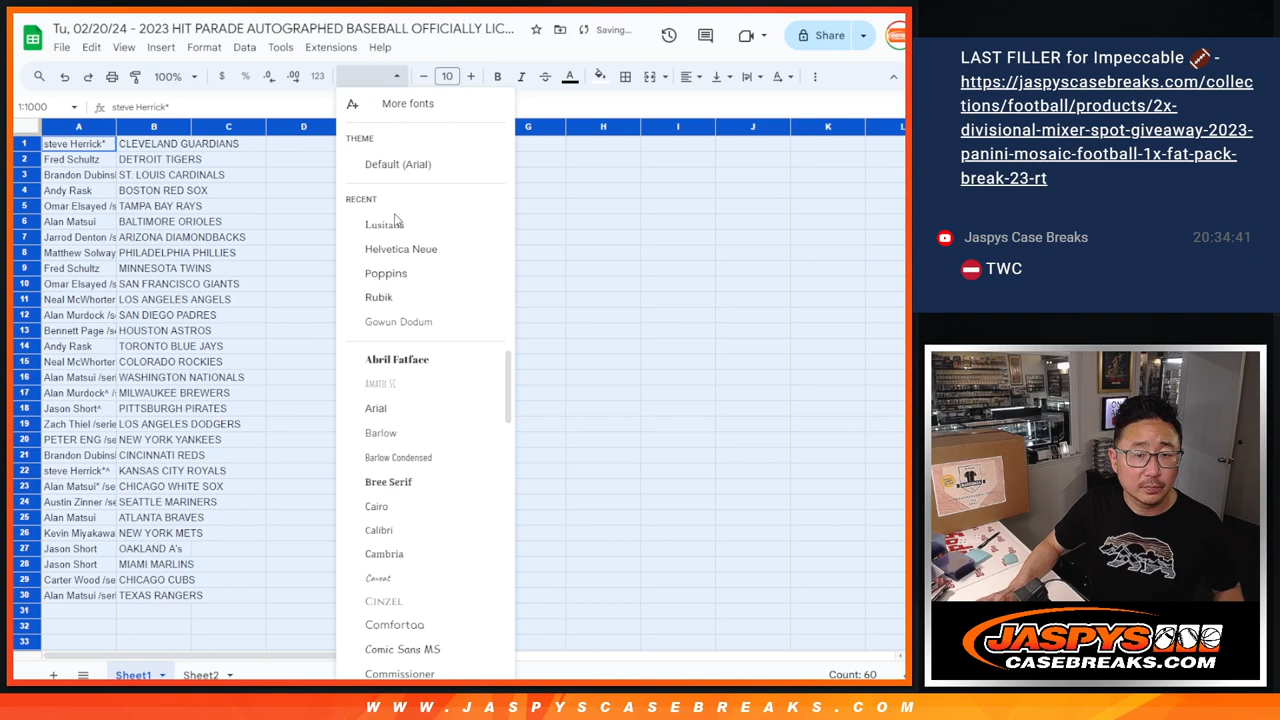 Tu, 02/20/24 - 2023 HIT PARADE AUTOGRAPHED BASEBALL OFFICIALLY LIC...
Saving...
File Edit View Insert Format Data Tools Extensions Help
Share
100% $ % .0 .00 123 10
1:1000 fx steve Herrick*
More fonts
THEME
Default (Arial)
RECENT
Lusitana
Helvetica Neue
Poppins
Rubik
Gowun Dodum
Abril Fatface
AMATIC SC
Arial
Barlow
Barlow Condensed
Bree Serif
Cairo
Calibri
Cambria
Caveat
CINZEL
Comfortaa
Comic Sans MS
Commissioner
A B C D G H I J K L
1 steve Herrick* CLEVELAND GUARDIANS
2 Fred Schultz DETROIT TIGERS
3 Brandon Dubins ST. LOUIS CARDINALS
4 Andy Rask BOSTON RED SOX
5 Omar Elsayed /s TAMPA BAY RAYS
6 Alan Matsui BALTIMORE ORIOLES
7 Jarrod Denton /s ARIZONA DIAMONDBACKS
8 Matthew Solway PHILADELPHIA PHILLIES
9 Fred Schultz MINNESOTA TWINS
10 Omar Elsayed /s SAN FRANCISCO GIANTS
11 Neal McWhorter LOS ANGELES ANGELS
12 Alan Murdock /s SAN DIEGO PADRES
13 Bennett Page /se HOUSTON ASTROS
14 Andy Rask TORONTO BLUE JAYS
15 Neal McWhorter COLORADO ROCKIES
16 Alan Matsui /seri WASHINGTON NATIONALS
17 Alan Murdock^ / MILWAUKEE BREWERS
18 Jason Short^ PITTSBURGH PIRATES
19 Zach Thiel /serie LOS ANGELES DODGERS
20 PETER ENG /se NEW YORK YANKEES
21 Brandon Dubins CINCINNATI REDS
22 steve Herrick*^ KANSAS CITY ROYALS
23 Alan Matsui* /se CHICAGO WHITE SOX
24 Austin Zinner /se SEATTLE MARINERS
25 Alan Matsui ATLANTA BRAVES
26 Kevin Miyakawa NEW YORK METS
27 Jason Short OAKLAND A's
28 Jason Short MIAMI MARLINS
29 Carter Wood /se CHICAGO CUBS
30 Alan Matsui /seri TEXAS RANGERS
31
32
33
Sheet1 Sheet2 Count: 60
LAST FILLER for Impeccable 🏈 -
https://jaspyscasebreaks.com/collec
tions/football/products/2x-
divisional-mixer-spot-giveaway-2023-
panini-mosaic-football-1x-fat-pack-
break-23-rt
Jaspys Case Breaks 20:34:41
⛔ TWC
JASPYS
CASEBREAKS.COM
WWW.JASPYSCASEBREAKS.COM